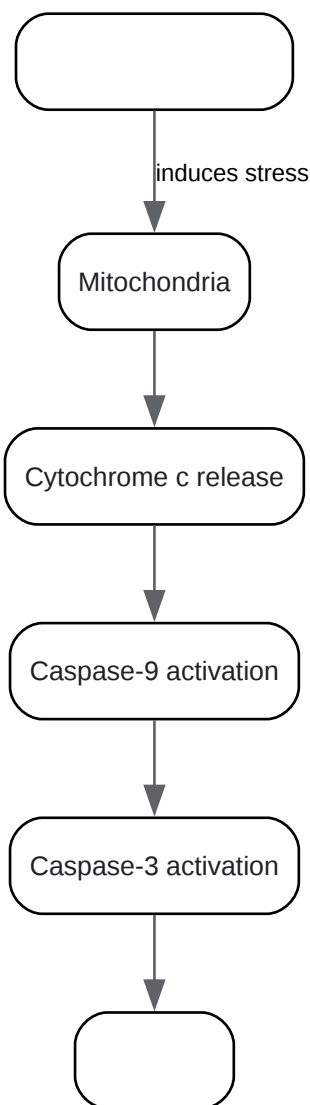 induces stress
Mitochondria
Cytochrome c release
Caspase-9 activation
Caspase-3 activation